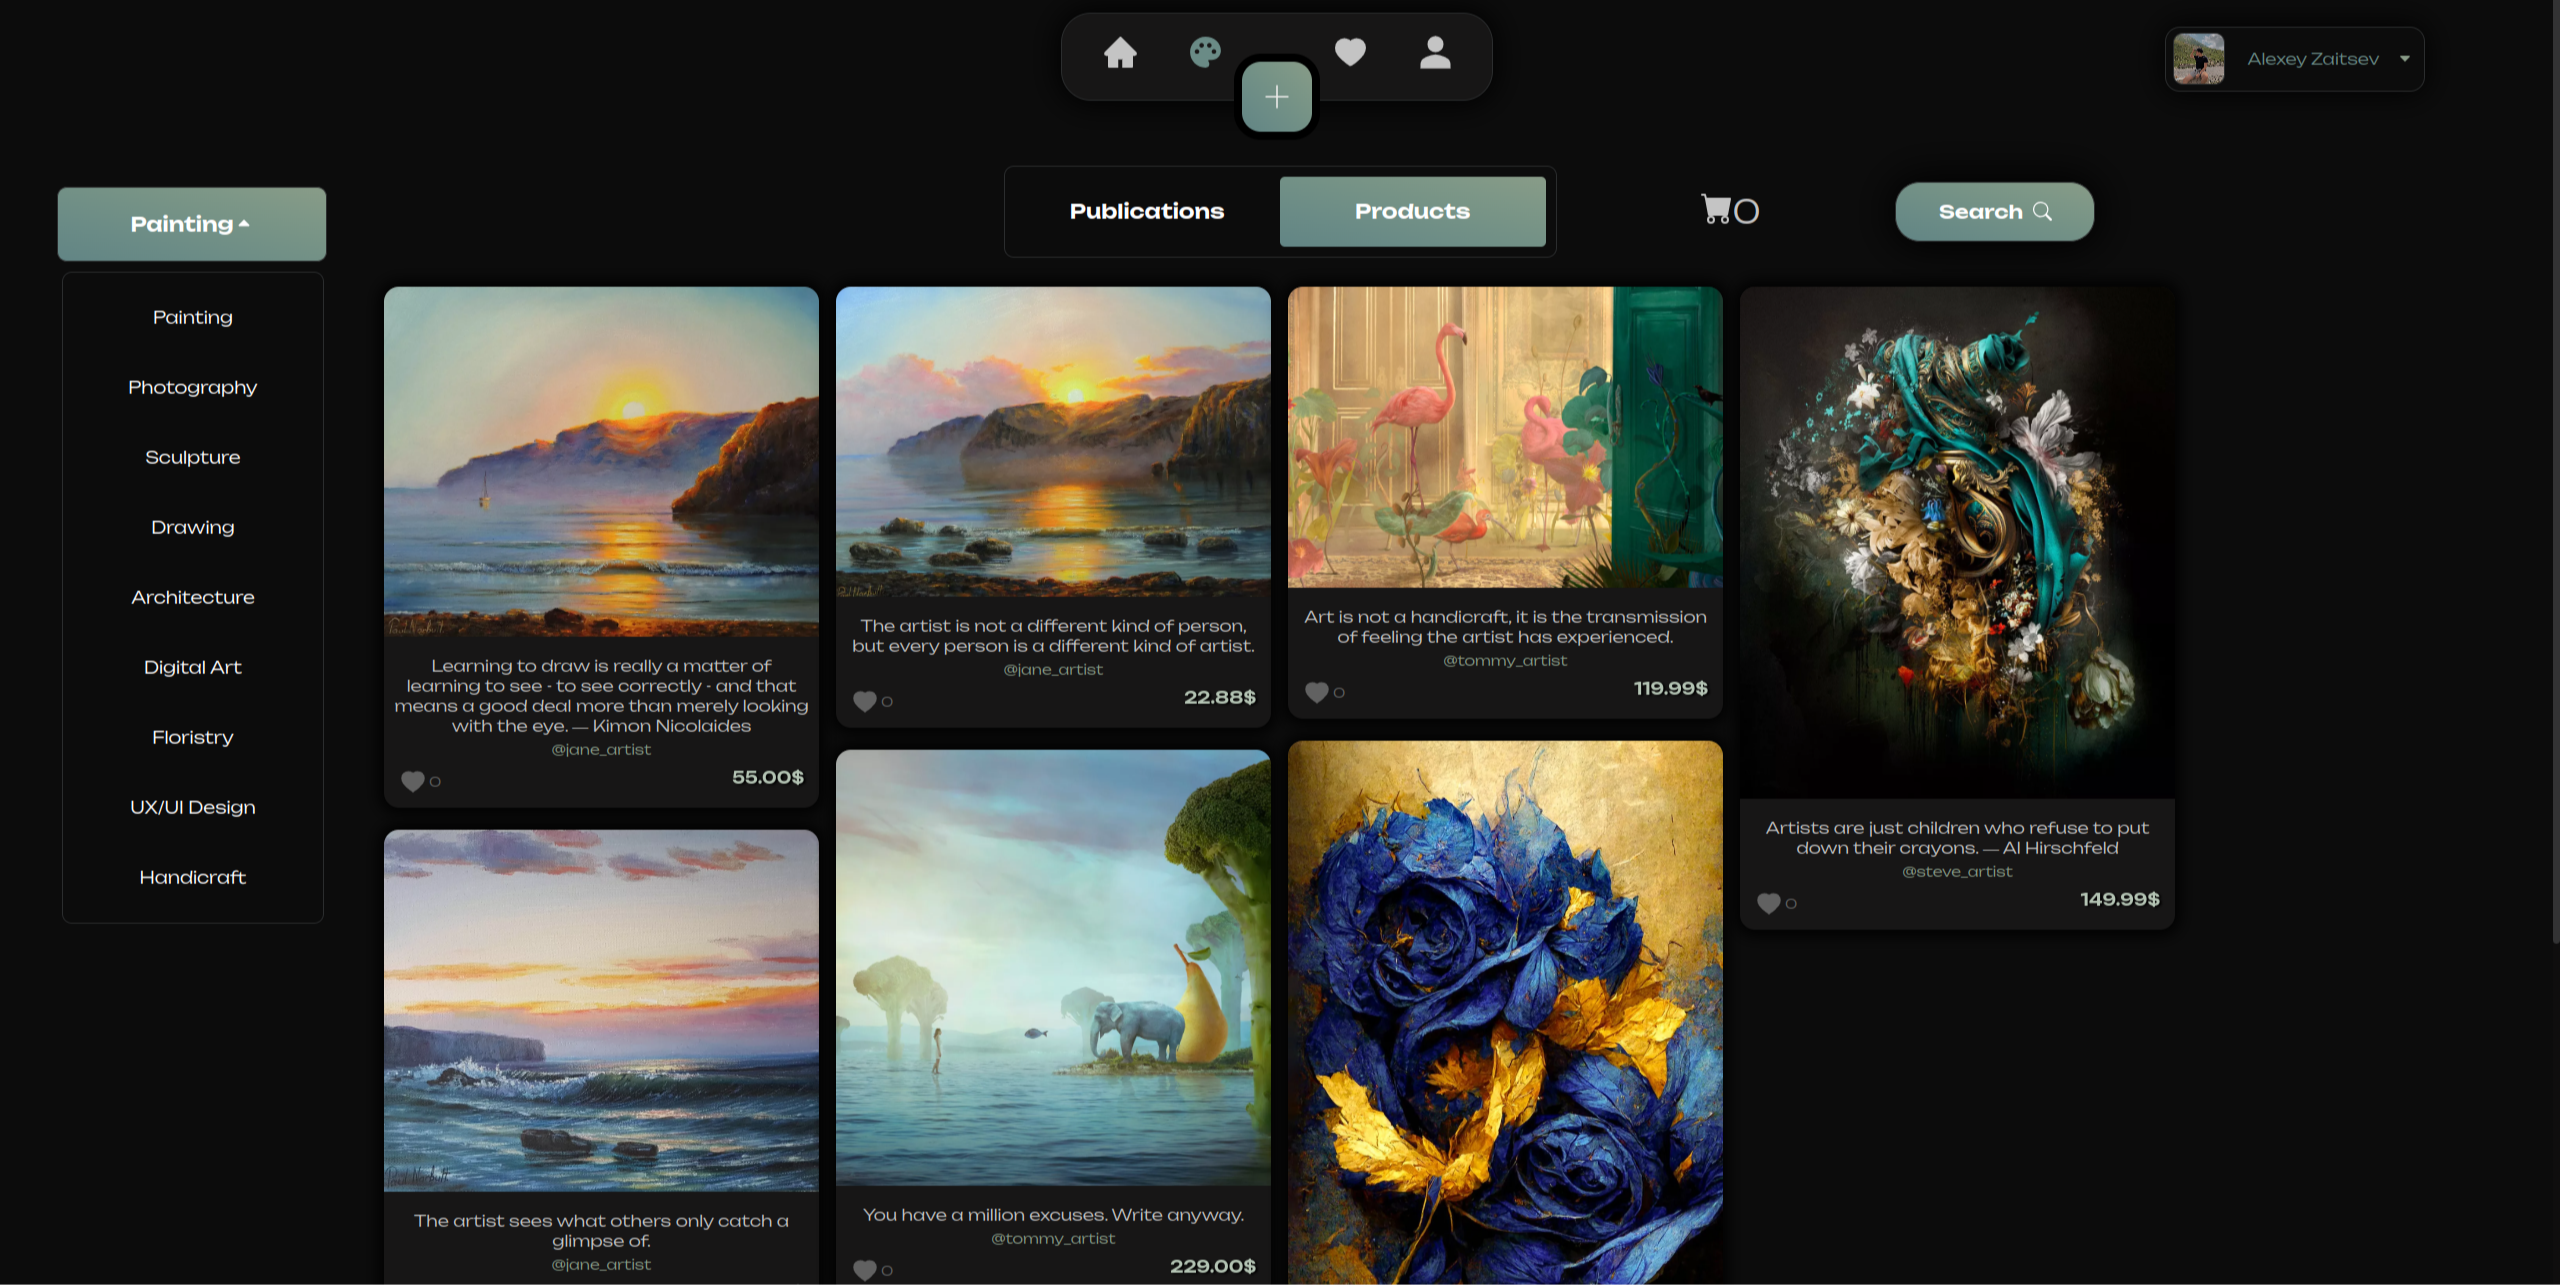 Alexey Zaitsev
Publications
Products
0
Search
Painting
Painting
Photography
Sculpture
Drawing
Architecture
Digital Art
Floristry
UX/UI Design
Handicraft
Learning to draw is really a matter of
learning to see - to see correctly - and that
means a good deal more than merely looking
with the eye. — Kimon Nicolaides
@jane_artist
0
55.00$
The artist sees what others only catch a
glimpse of.
@jane_artist
The artist is not a different kind of person,
but every person is a different kind of artist.
@jane_artist
0
22.88$
You have a million excuses. Write anyway.
@tommy_artist
0
229.00$
Art is not a handicraft, it is the transmission
of feeling the artist has experienced.
@tommy_artist
0
119.99$
Artists are just children who refuse to put
down their crayons. — Al Hirschfeld
@steve_artist
0
149.99$